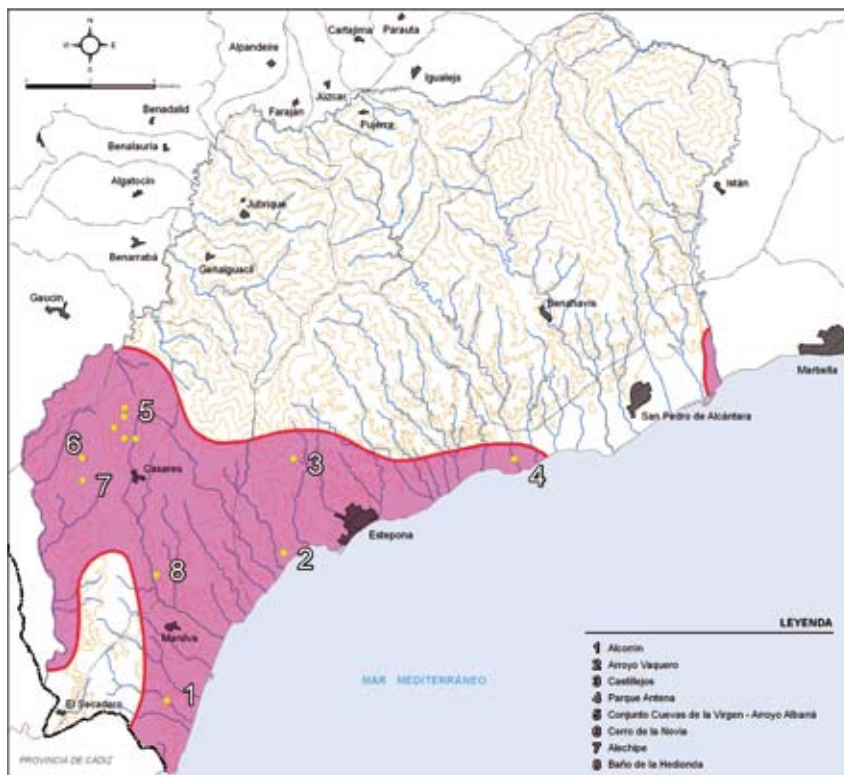 N
E
S
Parauta
Cartajima
Alpandeire
Igualeja
Júzcar
Faraján
Pujerra
Benadalid
Benalauría
Algatocín
Istán
Jubrique
Benarrabá
Genalguacil
Gaucín
Benahavís
Marbella
San Pedro de Alcántara
5
6
3
4
Casares
7
Estepona
2
8
Manilva
LEYENDA
1 Alcorrín
2 Arroyo Vaquero
3 Castillejos
4 Parque Antena
5 Conjunto Cuevas de la Virgen - Arroyo Albarrá
6 Cerro de la Novia
7 Alechipe
8 Baño de la Hedionda
MAR MEDITERRÁNEO
1
El Secadero
PROVINCIA DE CÁDIZ